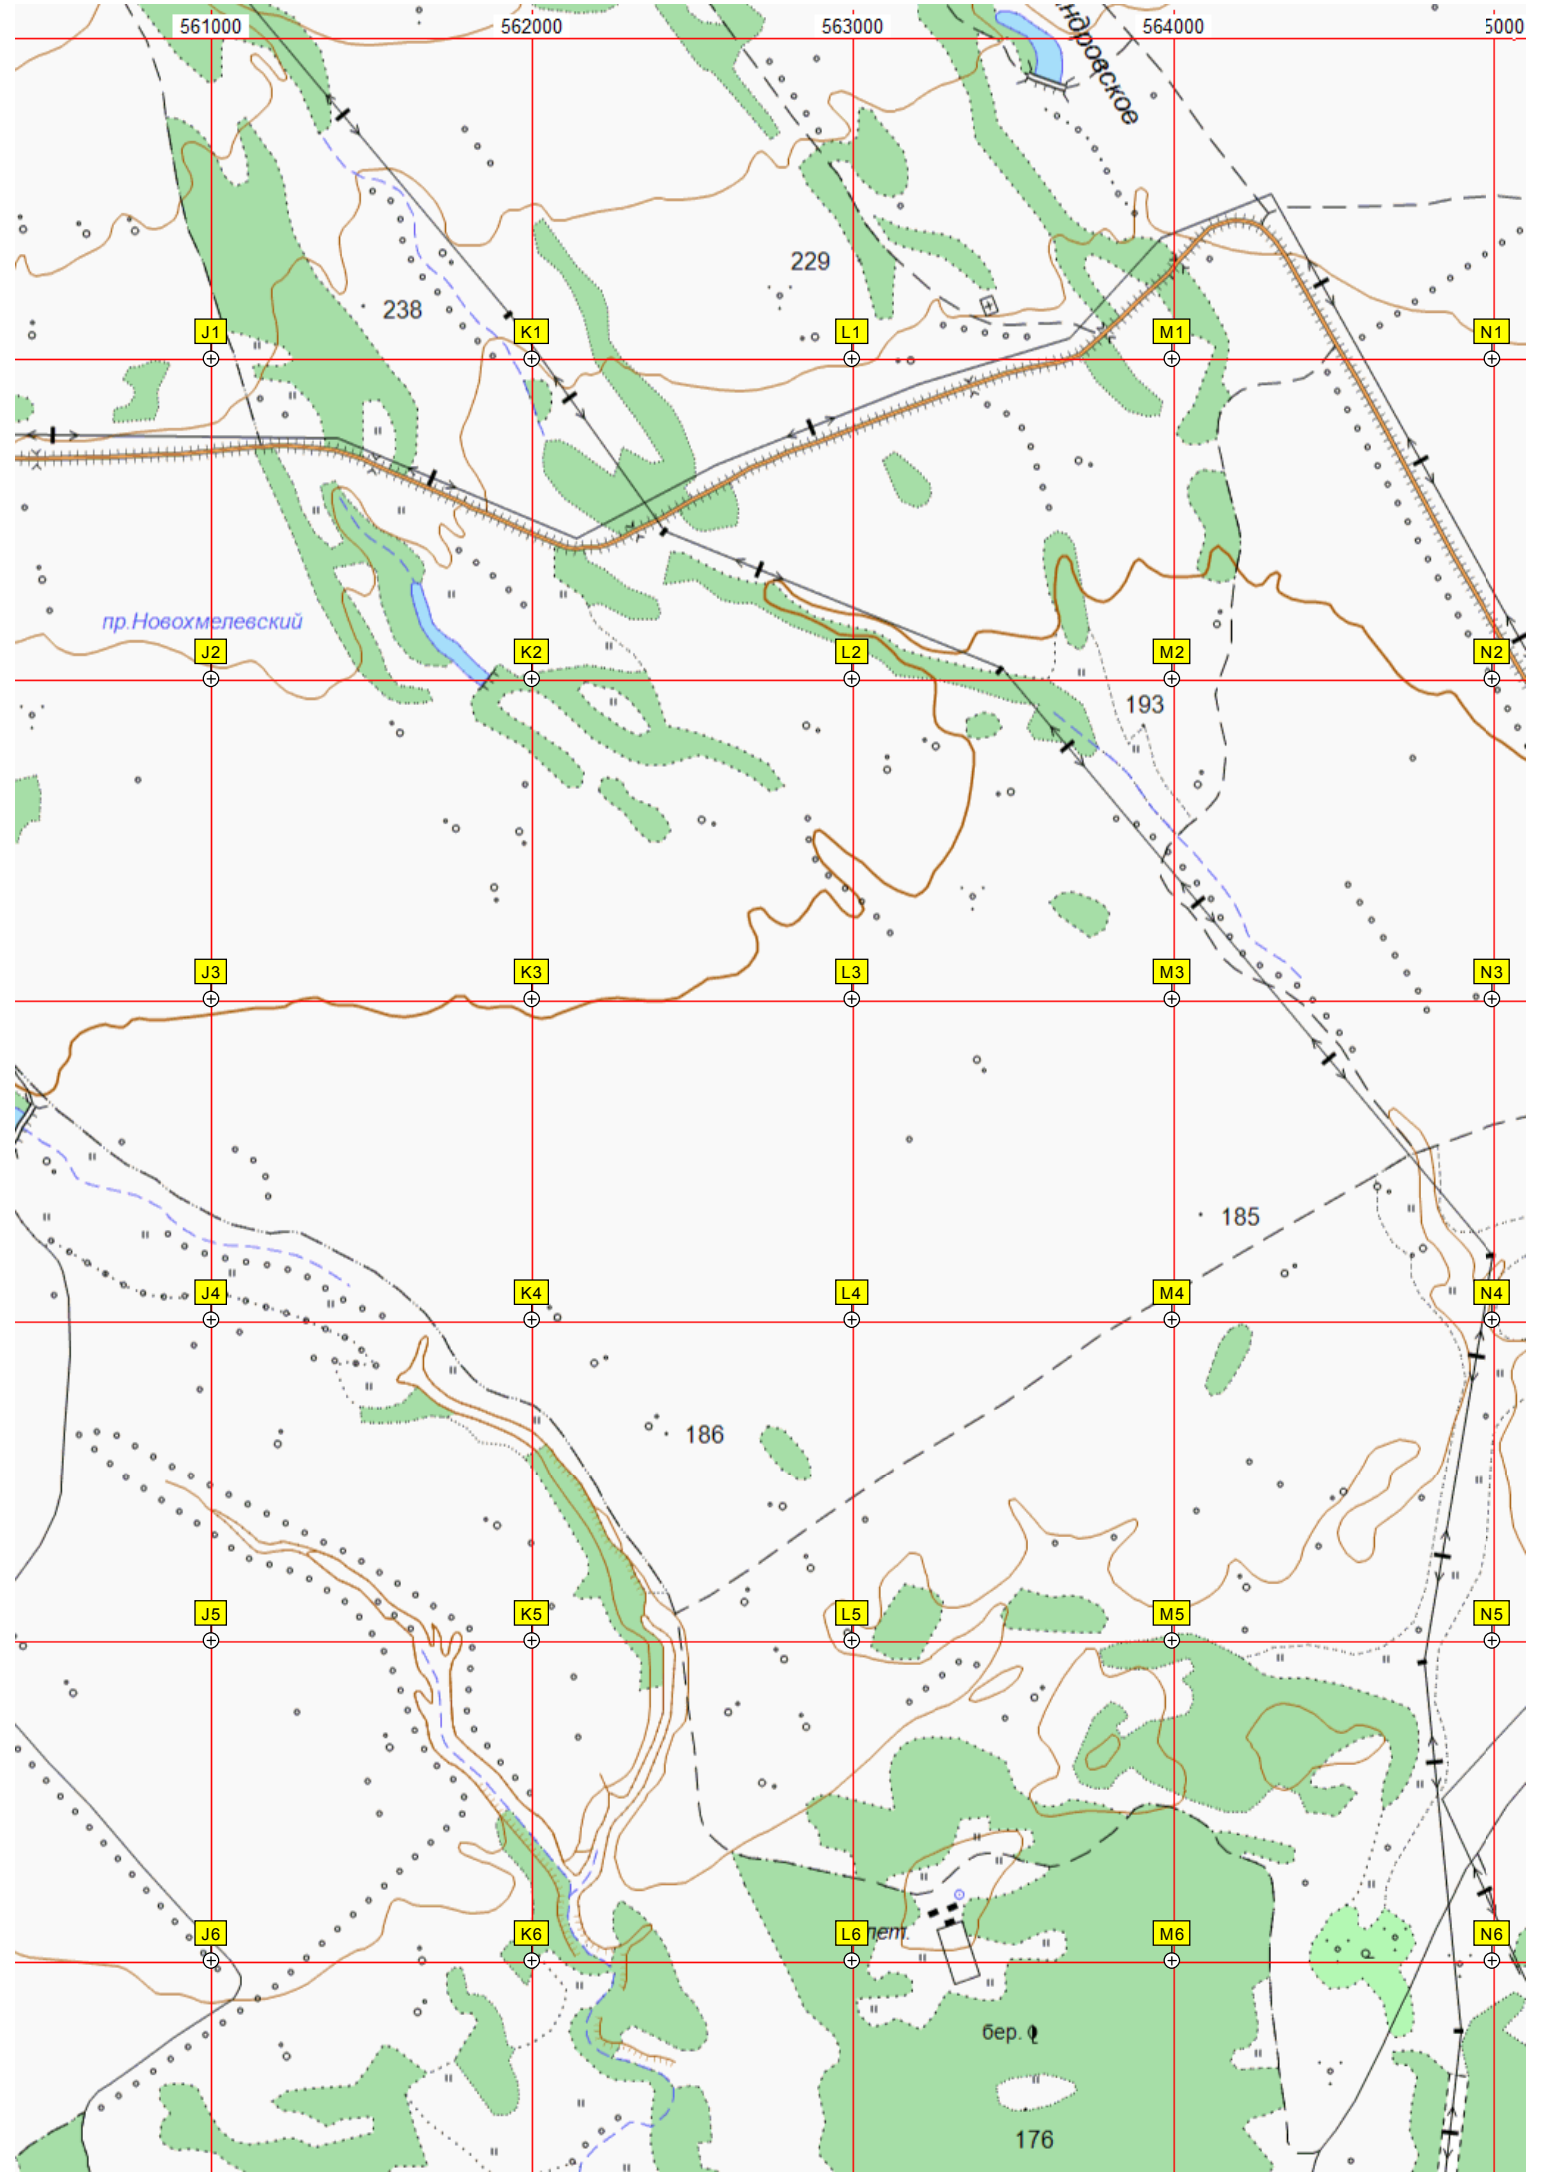 561000 562000 563000 564000 5000
ндровское
229
238
J1 K1 L1 M1 N1
пр.Новохмелевский
J2 K2 L2 M2 N2
193
J3 K3 L3 M3 N3
185
J4 K4 L4 M4 N4
186
J5 K5 L5 M5 N5
J6 K6 L6 M6 N6
лет.
бер.
176